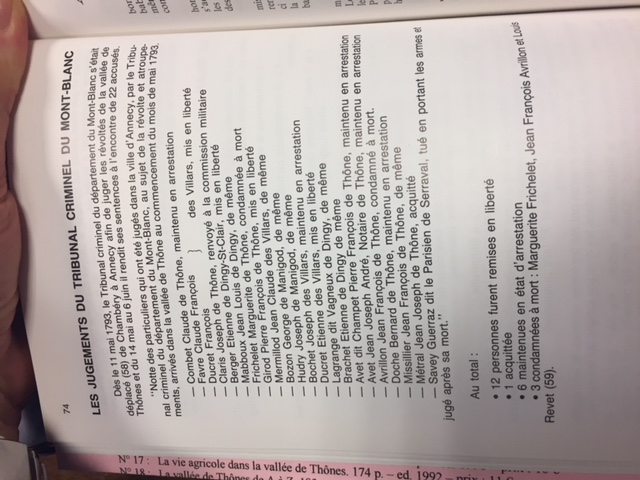 74
LES JUGEMENTS DU TRIBUNAL CRIMINEL DU MONT-BLANC
Dès le 11 mai 1793, le Tribunal criminel du département du Mont-Blanc s'était
déplacé (58) de Chambéry à Annecy, afin de juger les révoltés de la vallée de
Thônes et du 14 mai au 6 juin il rendit ses sentences à l'encontre de 22 accusés.
"Notte des particuliers qui ont été jugés dans la ville d'Annecy, par le Tribu-
nal criminel du département du Mont-Blanc, au sujet de la révolte et atroupe-
ments, arrivés dans la vallée de Thône au commencement du mois de mai 1793.
— Combet Claude de Thône, maintenu en arrestation
— Favre Claude François } des Villars, mis en liberté
— Ducret François
— Claris Joseph de Thône, renvoyé à la commission militaire
— Berger Etienne de Dingy-St-Clair, mis en liberté
— Mabboux Jean Louis de Dingy, de même
— Frichelet Marguerite de Thône, condamnée à mort
— Girod Pierre François de Thône, mis en liberté
— Mermillod Jean Claude des Villars, de même
— Bozon George de Manigod, de même
— Hudry Joseph de Manigod, de même
— Bochet Joseph des Villars, maintenu en arrestation
— Ducret Etienne des Villars, mis en liberté
— Lagrange dit Vagneux de Dingy, de même
— Brachet Etienne de Dingy de même
— Avet dit Champet Pierre François de Thône, maintenu en arrestation
— Avet Jean Joseph André, Notaire de Thône, maintenu en arrestation
— Avrillon Jean François de Thône, condamné à mort.
— Doche Bernard de Thône, maintenu en arrestation
— Missillier Jean François de Thône, de même
— Métral Jean Joseph de Thône, acquitté
— Savey Guerraz dit le Parisien de Serraval, tué en portant les armes et
jugé après sa mort."
Au total :
• 12 personnes furent remises en liberté
• 1 acquittée
• 6 maintenues en état d'arrestation
• 3 condamnées à mort : Marguerite Frichelet, Jean François Avrillon et Louis
Revet (59).
N° 17 : La vie agricole dans la vallée de Thônes. 174 p. – ed. 1992
N° 18 : La vallée de Thônes de A à Z.